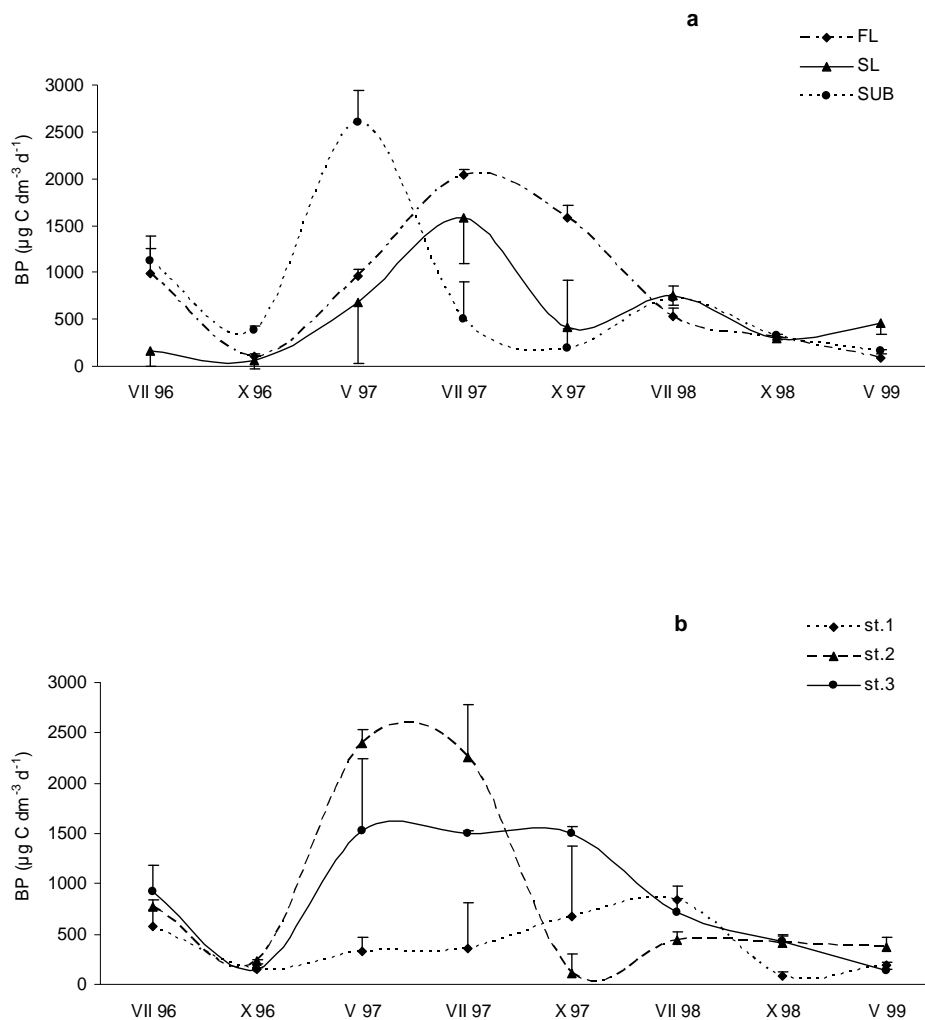 a
FL
SL
SUB
BP (µg C dm-3 d-1)
3000
2500
2000
1500
1000
500
0
VII 96 X 96 V 97 VII 97 X 97 VII 98 X 98 V 99
b
st.1
st.2
st.3
BP (µg C dm-3 d-1)
3000
2500
2000
1500
1000
500
0
VII 96 X 96 V 97 VII 97 X 97 VII 98 X 98 V 99